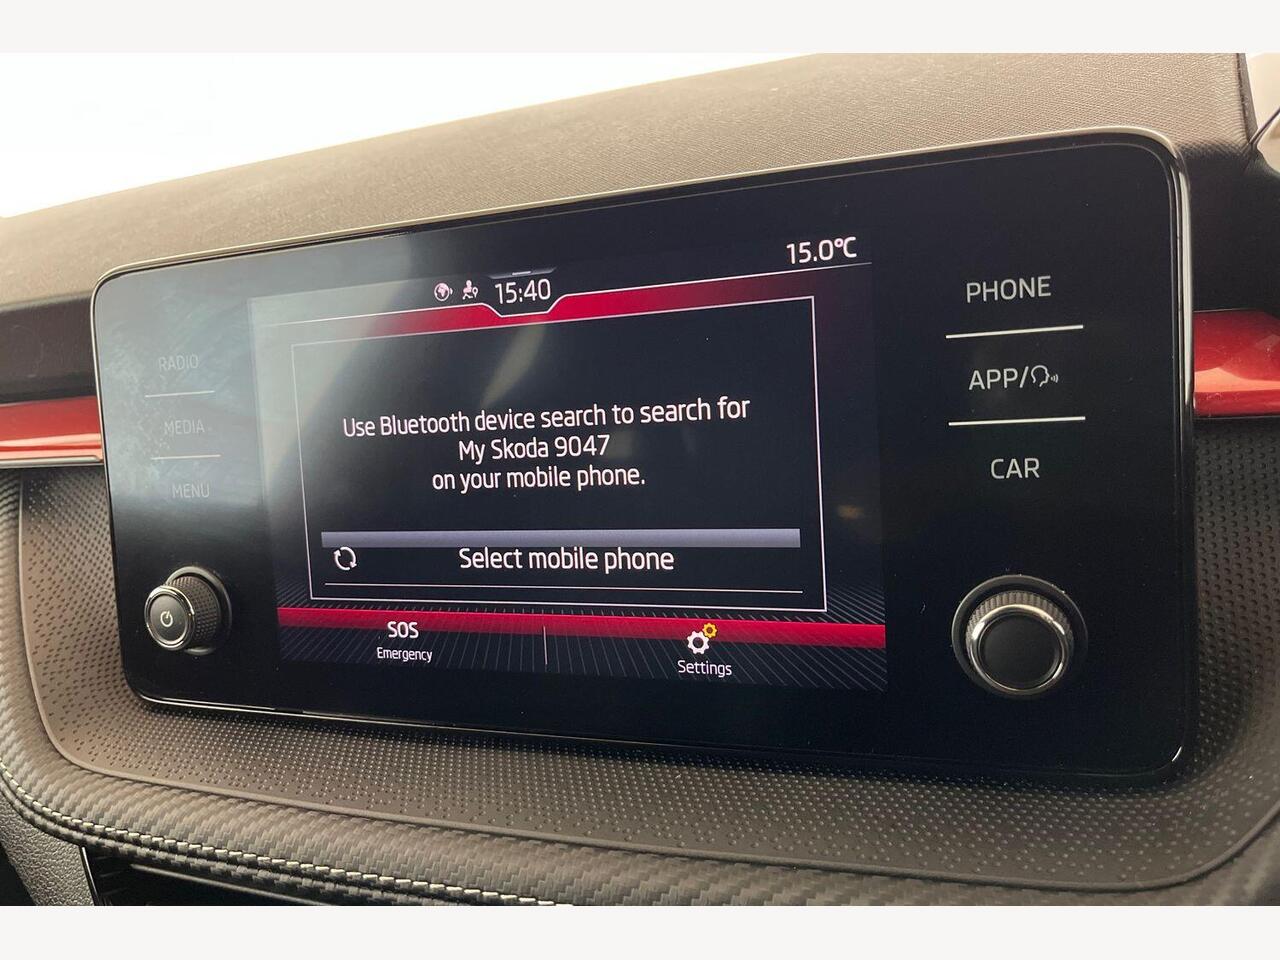 15.0°C
15:40
RADIO
MEDIA
MENU
Use Bluetooth device search to search for
My Skoda 9047
on your mobile phone.
Select mobile phone
SOS
Emergency
Settings
PHONE
APP/
CAR